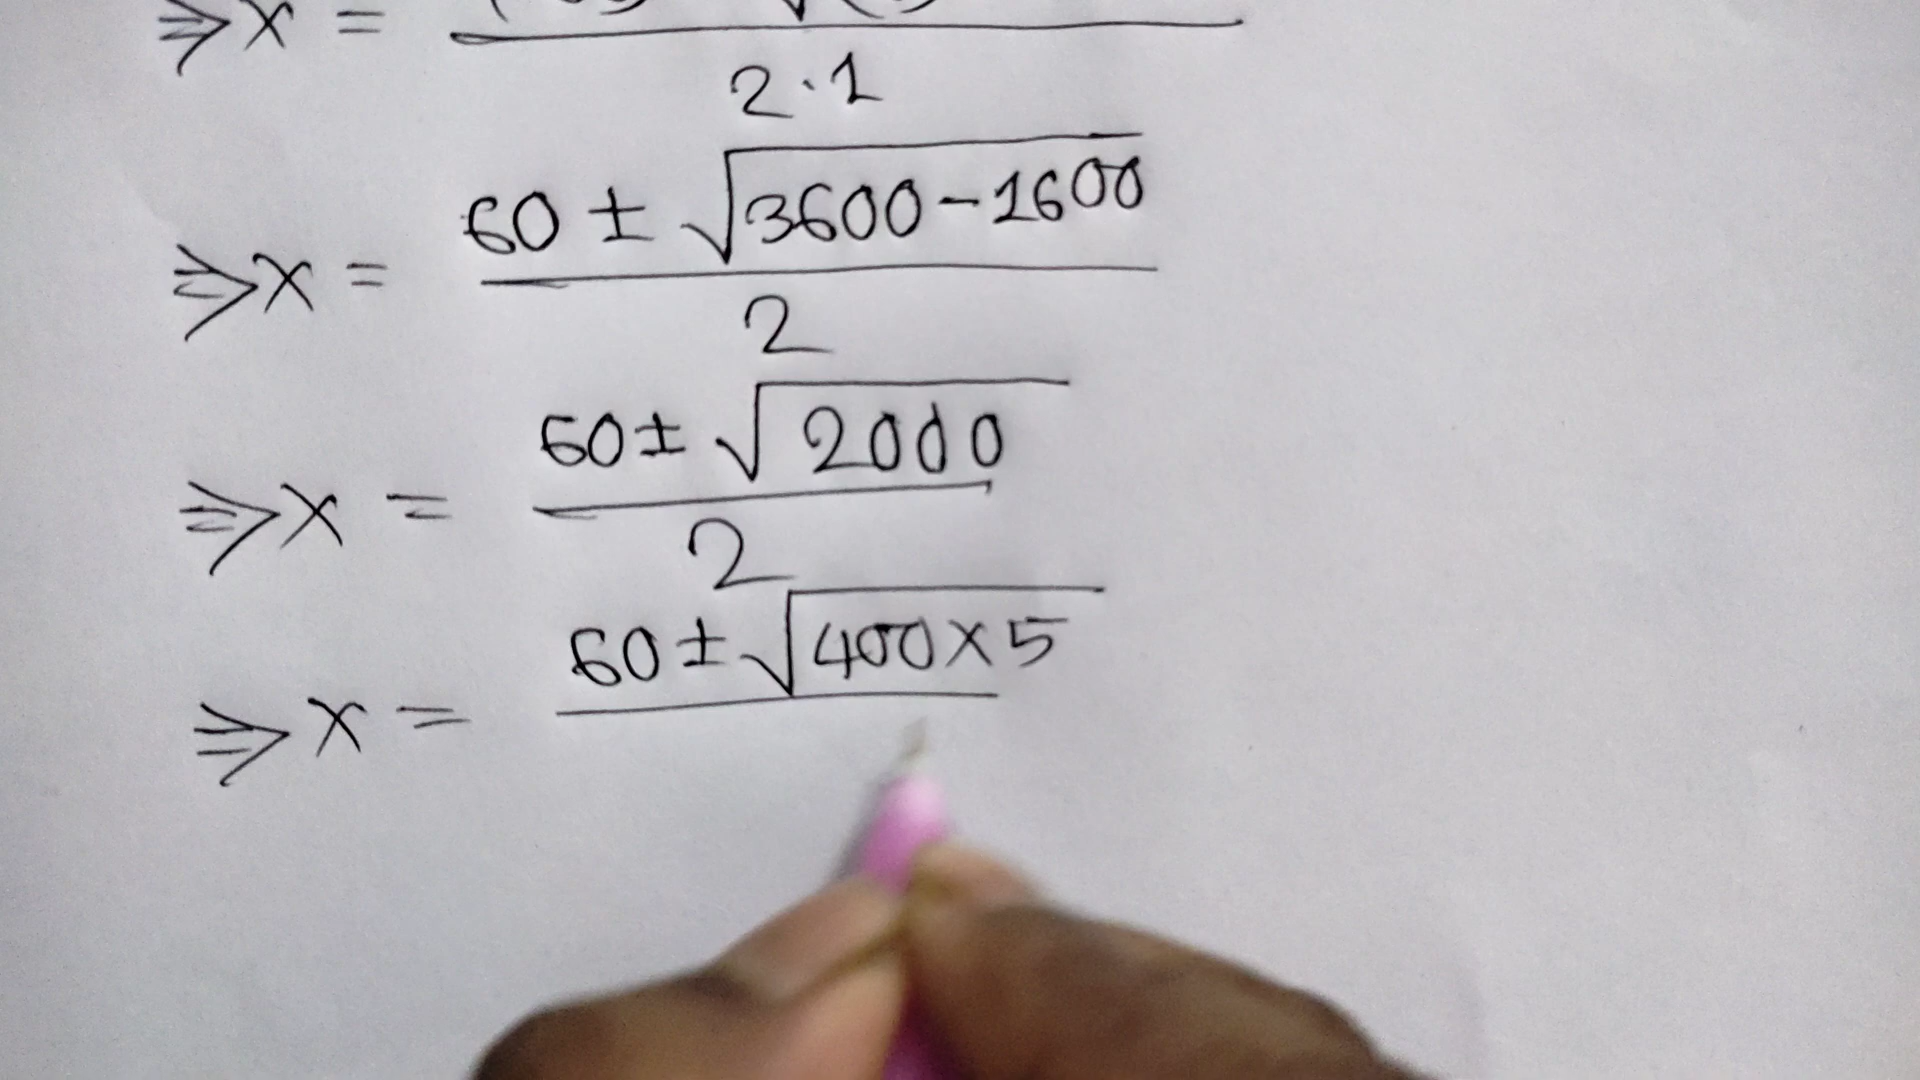 ⇒x =
2·1
⇒x = (60 ± √(3600-1600))/2
⇒x = (60 ± √2000)/2
⇒x = 60 ± √(400×5)